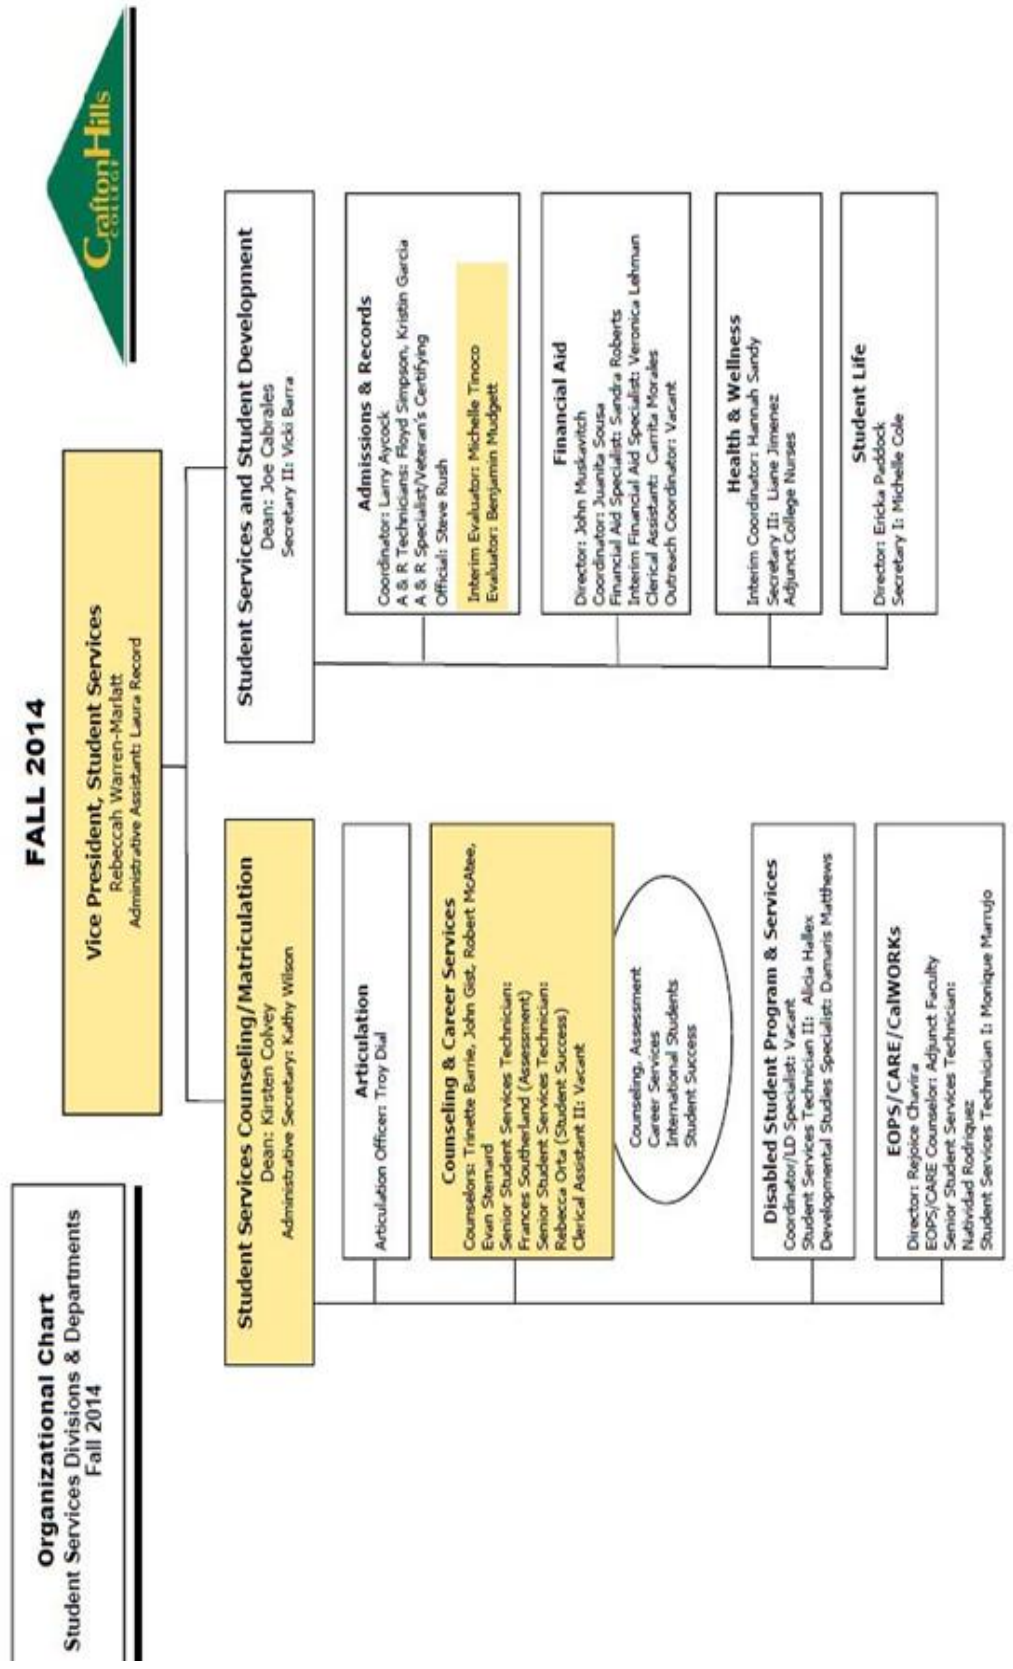 Organizational Chart
Student Services Divisions & Departments
Fall 2014
FALL 2014
CraftonHills
COLLEGE
Vice President, Student Services
Rebeccah Warren-Marlatt
Administrative Assistant: Laura Record
Student Services Counseling/Matriculation
Dean: Kirsten Colvey
Administrative Secretary: Kathy Wilson
Articulation
Articulation Officer: Troy Dial
Counseling & Career Services
Counselors: Trinette Barrie, John Gist, Robert McAtee,
Evan Sternard
Senior Student Services Technician:
Frances Southerland (Assessment)
Senior Student Services Technician:
Rebecca Orta (Student Success)
Clerical Assistant II: Vacant
Counseling, Assessment
Career Services
International Students
Student Success
Disabled Student Program & Services
Coordinator/LD Specialist: Vacant
Student Services Technician II: Alicia Hallex
Developmental Studies Specialist: Damaris Matthews
EOPS/CARE/CalWORKs
Director: Rejoice Chavira
EOPS/CARE Counselor: Adjunct Faculty
Senior Student Services Technician:
Natividad Rodriquez
Student Services Technician I: Monique Marrujo
Student Services and Student Development
Dean: Joe Cabrales
Secretary II: Vicki Barra
Admissions & Records
Coordinator: Larry Aycock
A & R Technicians: Floyd Simpson, Kristin Garcia
A & R Specialist/Veteran's Certifying
Official: Steve Rush
Interim Evaluator: Michelle Tinoco
Evaluator: Benjamin Mudgett
Financial Aid
Director: John Muskavitch
Coordinator: Juanita Sousa
Financial Aid Specialist: Sandra Roberts
Interim Financial Aid Specialist: Veronica Lehman
Clerical Assistant: Carrita Morales
Outreach Coordinator: Vacant
Health & Wellness
Interim Coordinator: Hannah Sandy
Secretary II: Liane Jimenez
Adjunct College Nurses
Student Life
Director: Ericka Paddock
Secretary I: Michelle Cole